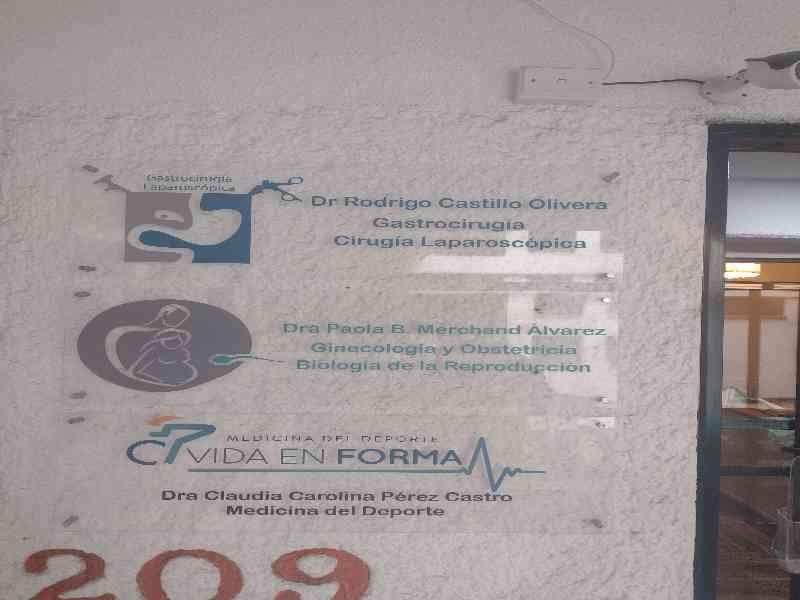 Gastrocirugía
Laparoscópica
Dr Rodrigo Castillo Olivera
Gastrocirugía
Cirugía Laparoscópica
Dra Paola B. Merchand Álvarez
Ginecología y Obstetricia
Biología de la Reproducción
MEDICINA DEL DEPORTE
VIDA EN FORMA
Dra Claudia Carolina Pérez Castro
Medicina del Deporte
209